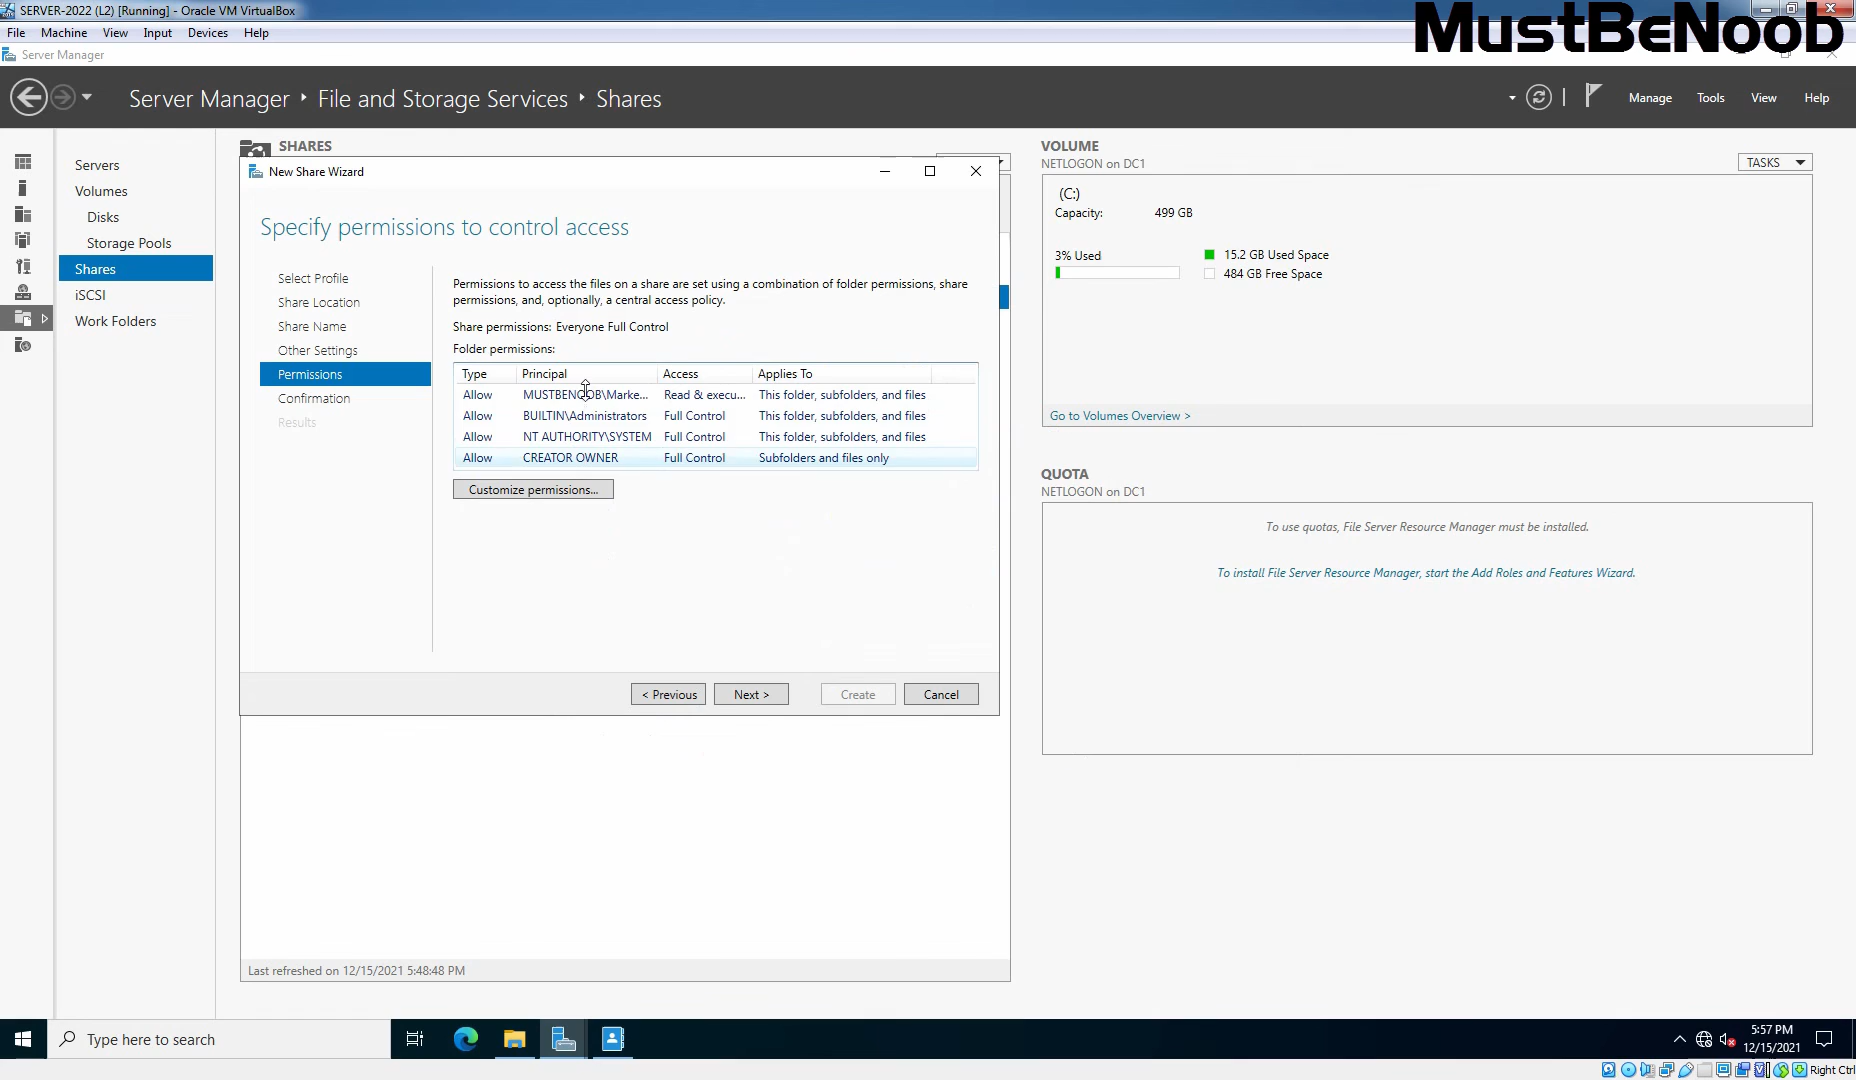 SERVER-2022 (L2) [Running] - Oracle VM VirtualBox
MustBeNoob
File Machine View Input Devices Help
Server Manager
Server Manager File and Storage Services Shares
Manage Tools View Help
Servers
Volumes
Disks
Storage Pools
Shares
iSCSI
Work Folders
SHARES
New Share Wizard
Specify permissions to control access
Select Profile
Share Location
Share Name
Other Settings
Permissions
Confirmation
Results
Permissions to access the files on a share are set using a combination of folder permissions, share
permissions, and, optionally, a central access policy.
Share permissions: Everyone Full Control
Folder permissions:
Type Principal Access Applies To
Allow MUSTBENOOB\Marke... Read & execu... This folder, subfolders, and files
Allow BUILTIN\Administrators Full Control This folder, subfolders, and files
Allow NT AUTHORITY\SYSTEM Full Control This folder, subfolders, and files
Allow CREATOR OWNER Full Control Subfolders and files only
Customize permissions...
< Previous Next > Create Cancel
Last refreshed on 12/15/2021 5:48:48 PM
VOLUME
NETLOGON on DC1
TASKS
(C:)
Capacity: 499 GB
3% Used
15.2 GB Used Space
484 GB Free Space
Go to Volumes Overview >
QUOTA
NETLOGON on DC1
To use quotas, File Server Resource Manager must be installed.
To install File Server Resource Manager, start the Add Roles and Features Wizard.
Type here to search
5:57 PM
12/15/2021
Right Ctrl